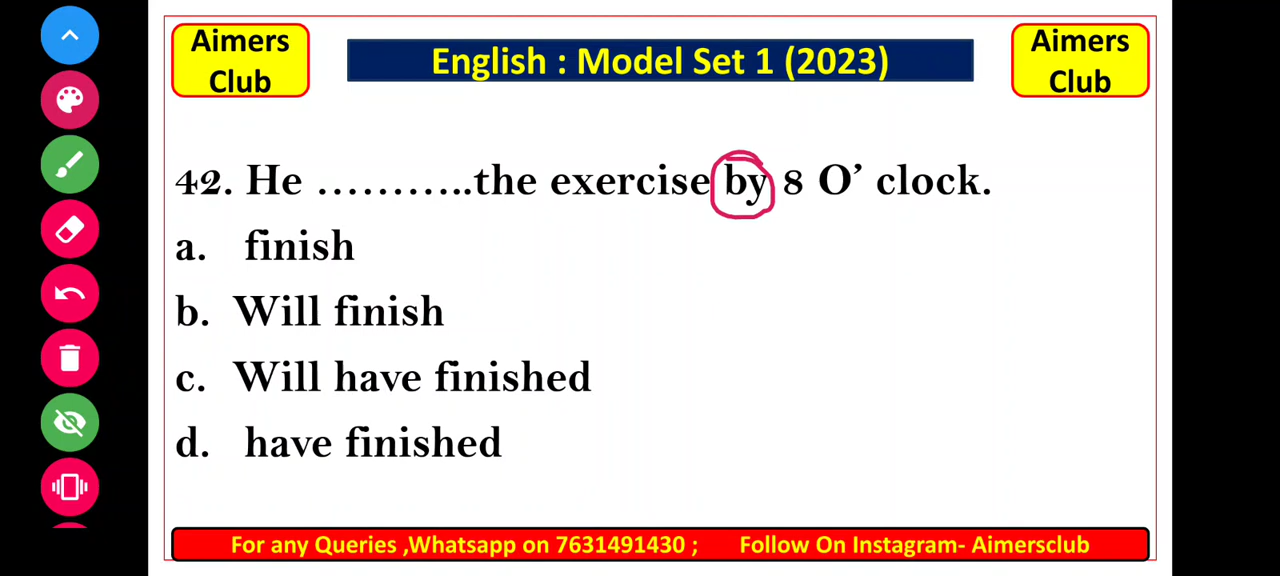 Aimers
Club
English : Model Set 1 (2023)
Aimers
Club
42. He ………..the exercise by 8 O’ clock.
a. finish
b. Will finish
c. Will have finished
d. have finished
For any Queries ,Whatsapp on 7631491430 ; Follow On Instagram- Aimersclub